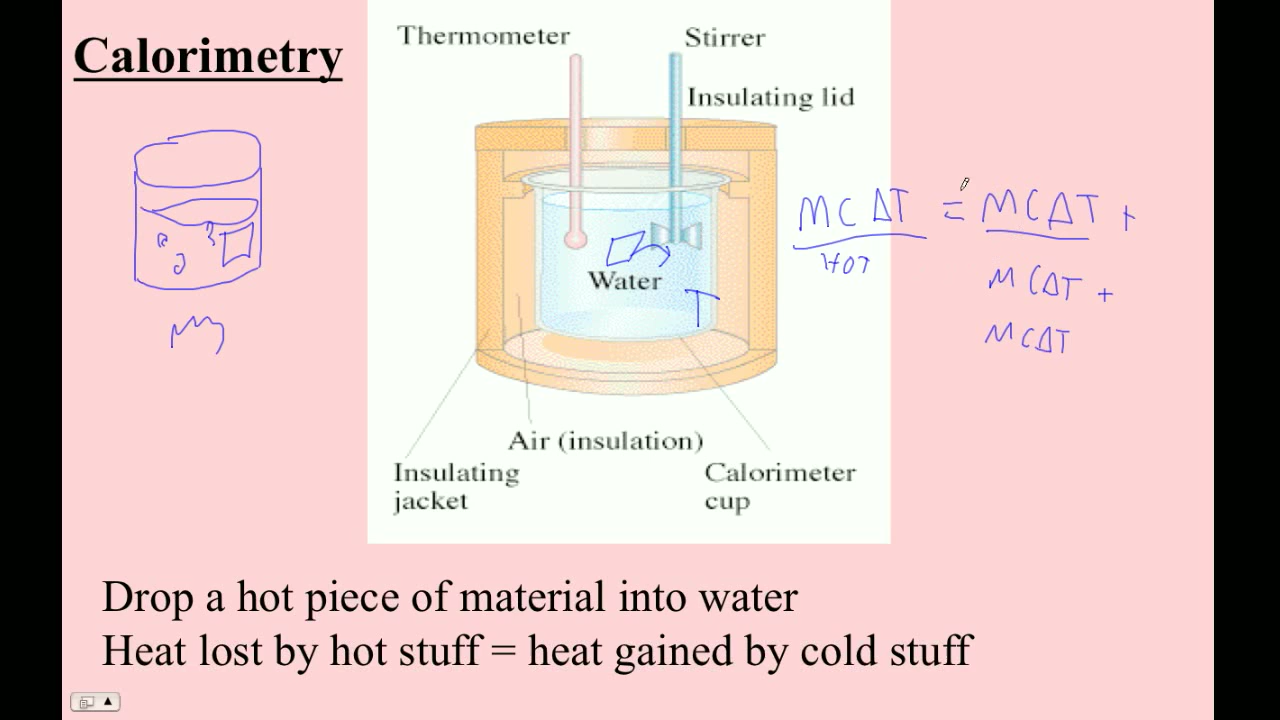 Calorimetry
Thermometer
Stirrer
Insulating lid
MCΔT = MCΔT +
HOT
MCΔT +
MCΔT
Water
T
Air (insulation)
Insulating
jacket
Calorimeter
cup
Drop a hot piece of material into water
Heat lost by hot stuff = heat gained by cold stuff